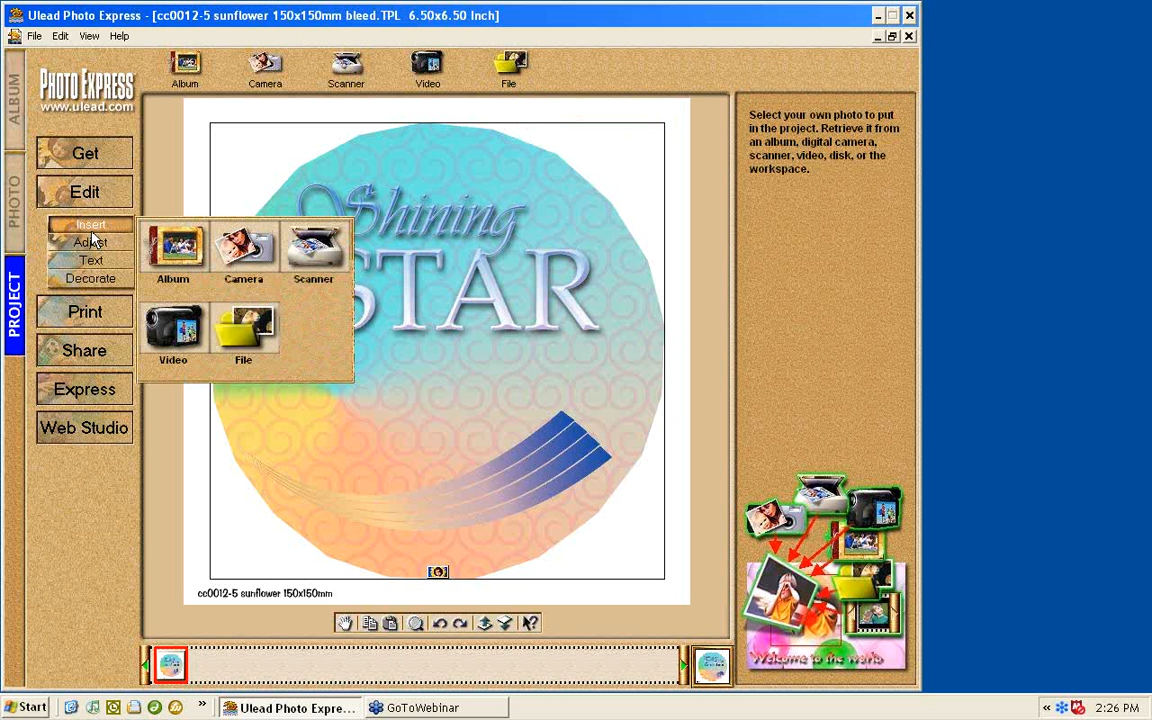 Ulead Photo Express - [cc0012-5 sunflower 150x150mm bleed.TPL 6.50x6.50 Inch]
File Edit View Help
Album Camera Scanner Video File
ALBUM
PHOTO
PROJECT
PHOTO EXPRESS
www.ulead.com
Get
Edit
Insert
Adjust
Text
Decorate
Print
Share
Express
Web Studio
Album Camera Scanner
Video File
Shining
STAR
cc0012-5 sunflower 150x150mm
Select your own photo to put
in the project. Retrieve it from
an album, digital camera,
scanner, video, disk, or the
workspace.
Welcome to the world
Start
Ulead Photo Expre...
GoToWebinar
2:26 PM